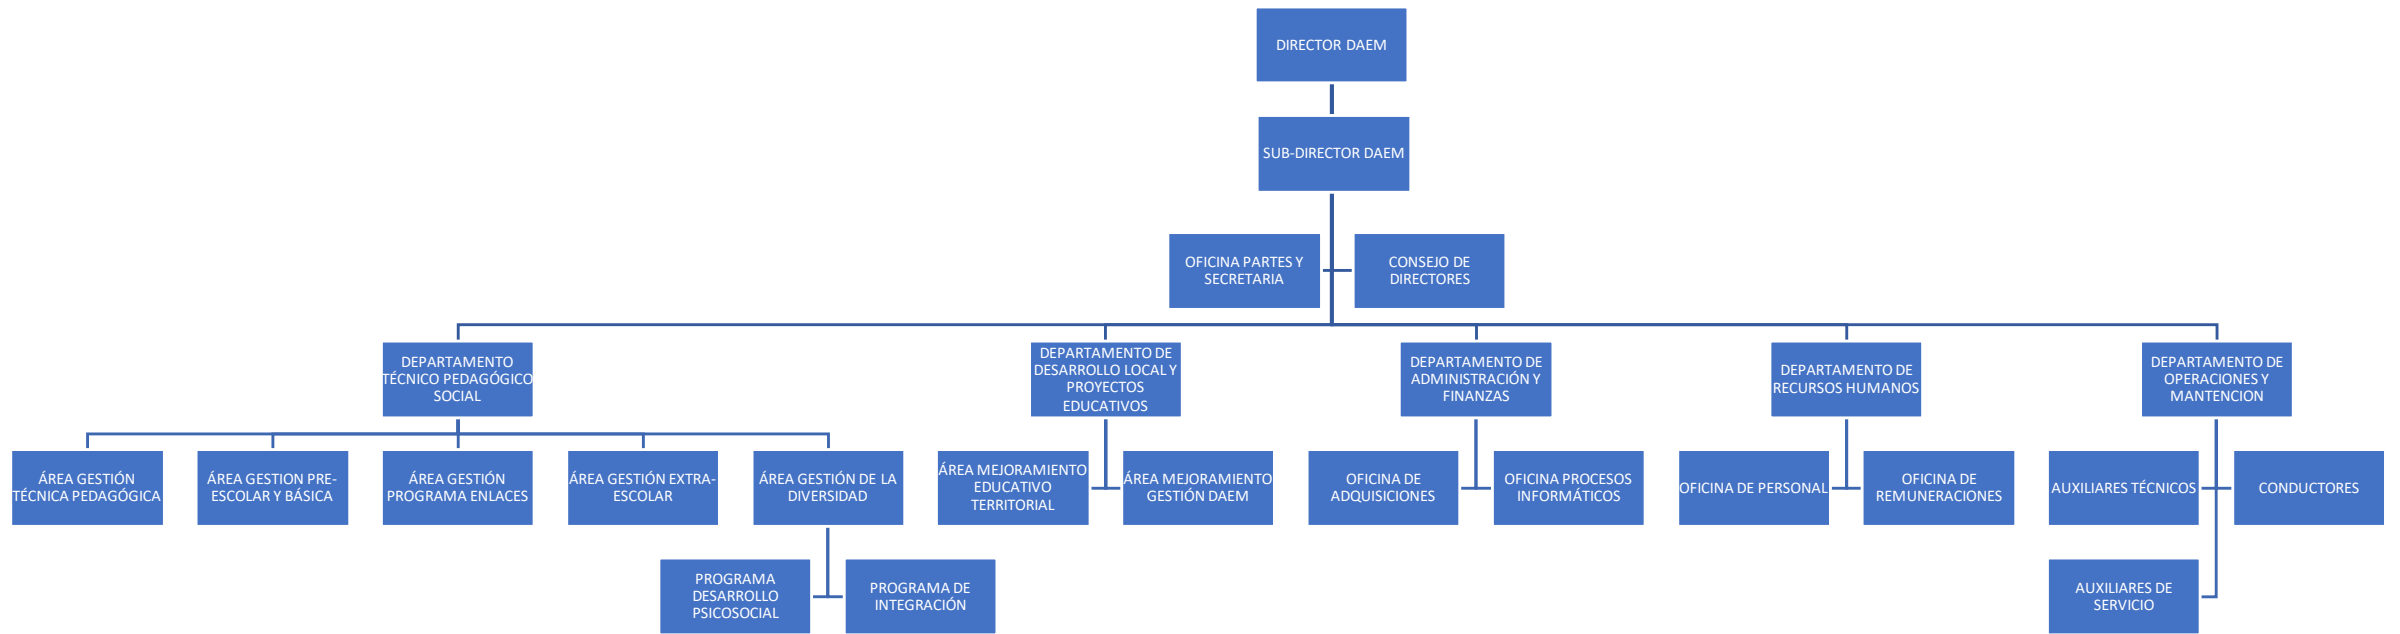 DIRECTOR DAEM
SUB-DIRECTOR DAEM
OFICINA PARTES Y
SECRETARIA
CONSEJO DE
DIRECTORES
DEPARTAMENTO
TÉCNICO PEDAGÓGICO
SOCIAL
DEPARTAMENTO DE
DESARROLLO LOCAL Y
PROYECTOS
EDUCATIVOS
DEPARTAMENTO DE
ADMINISTRACIÓN Y
FINANZAS
DEPARTAMENTO DE
RECURSOS HUMANOS
DEPARTAMENTO DE
OPERACIONES Y
MANTENCION
ÁREA GESTIÓN
TÉCNICA PEDAGÓGICA
ÁREA GESTION PRE-
ESCOLAR Y BÁSICA
ÁREA GESTIÓN
PROGRAMA ENLACES
ÁREA GESTIÓN EXTRA-
ESCOLAR
ÁREA GESTIÓN DE LA
DIVERSIDAD
ÁREA MEJORAMIENTO
EDUCATIVO
TERRITORIAL
ÁREA MEJORAMIENTO
GESTIÓN DAEM
OFICINA DE
ADQUISICIONES
OFICINA PROCESOS
INFORMÁTICOS
OFICINA DE PERSONAL
OFICINA DE
REMUNERACIONES
AUXILIARES TÉCNICOS
CONDUCTORES
PROGRAMA
DESARROLLO
PSICOSOCIAL
PROGRAMA DE
INTEGRACIÓN
AUXILIARES DE
SERVICIO